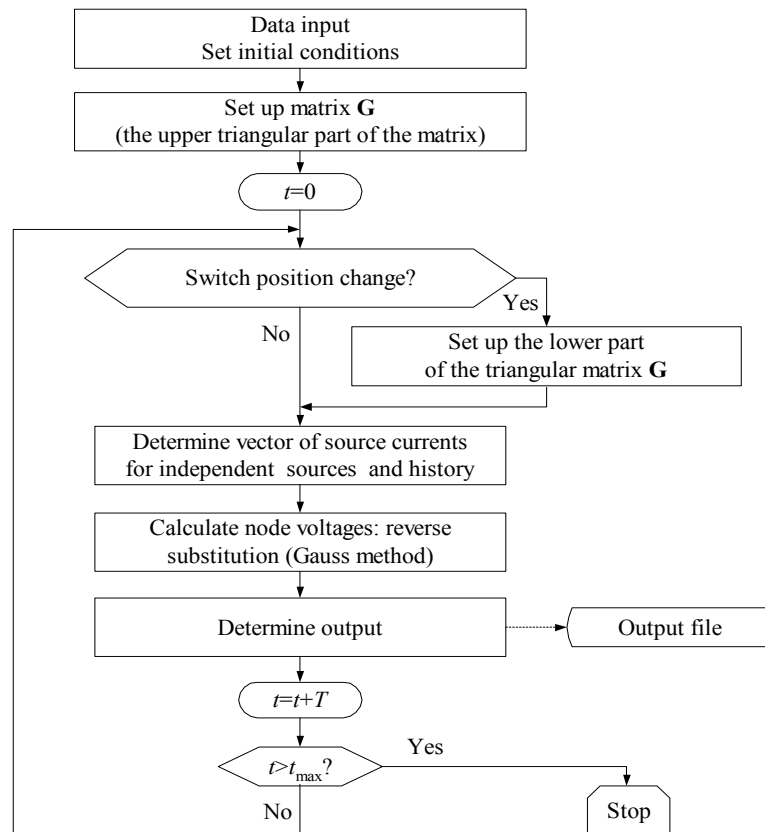 Data input
Set initial conditions
Set up matrix G
(the upper triangular part of the matrix)
t=0
Switch position change?
Yes
No
Set up the lower part
of the triangular matrix G
Determine vector of source currents
for independent sources and history
Calculate node voltages: reverse
substitution (Gauss method)
Determine output
Output file
t=t+T
t>tmax?
Yes
No
Stop